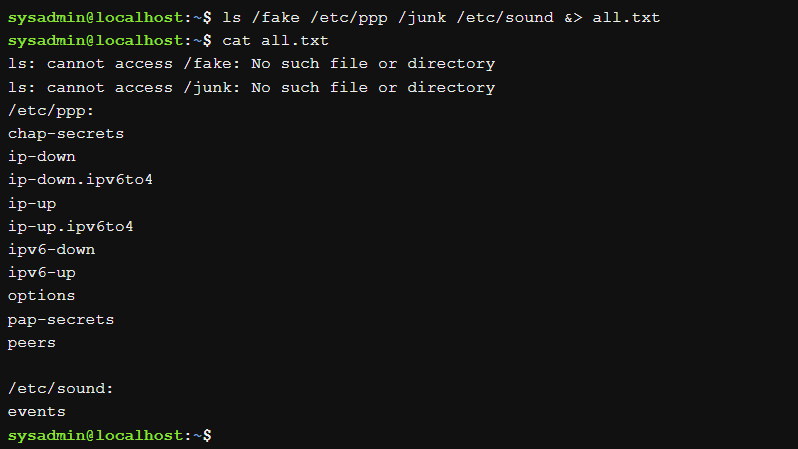 sysadmin@localhost:~$ ls /fake /etc/ppp /junk /etc/sound &> all.txt
sysadmin@localhost:~$ cat all.txt
ls: cannot access /fake: No such file or directory
ls: cannot access /junk: No such file or directory
/etc/ppp:
chap-secrets
ip-down
ip-down.ipv6to4
ip-up
ip-up.ipv6to4
ipv6-down
ipv6-up
options
pap-secrets
peers

/etc/sound:
events
sysadmin@localhost:~$